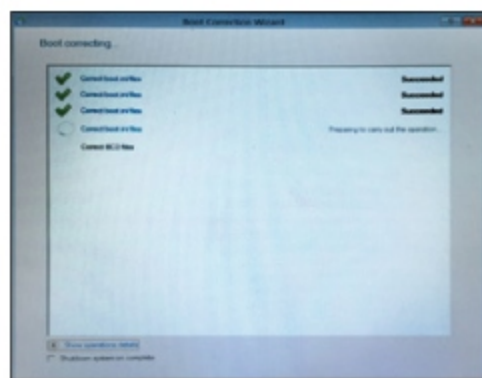 Boot Correction Wizard
Boot correcting...
Correct boot.ini files Succeeded
Correct boot.ini files Succeeded
Correct boot.ini files Succeeded
Correct boot.ini files Preparing to carry out the operation...
Correct BCD files
Show operations details
Shutdown system on complete